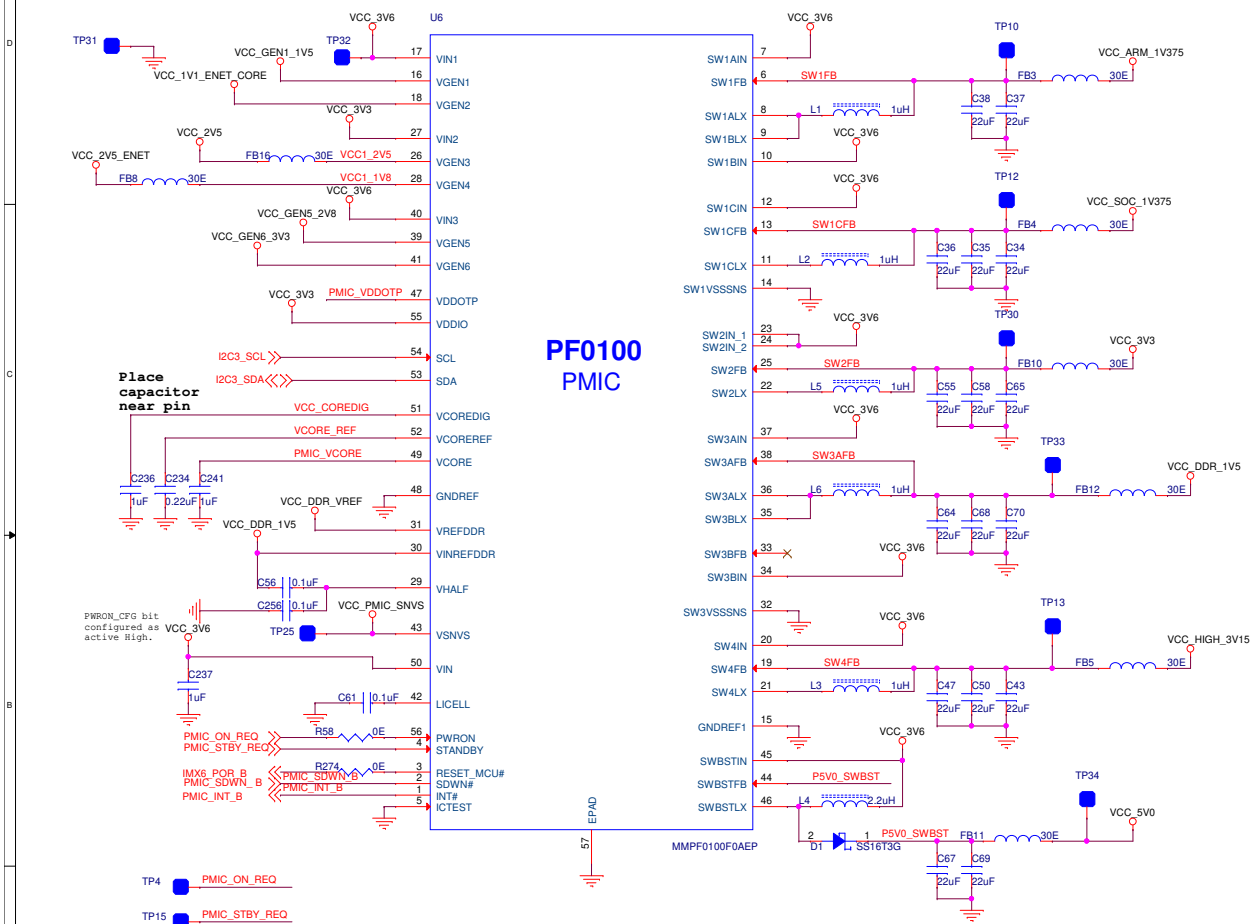 D
C
B
U6
TP31
TP32
VCC_3V6
17
VIN1
VCC_GEN1_1V5
16
VGEN1
VCC_1V1_ENET_CORE
18
VGEN2
VCC_3V3
27
VIN2
VCC_2V5
FB16
30E
VCC1_2V5
26
VGEN3
VCC_2V5_ENET
FB8
30E
VCC1_1V8
28
VGEN4
VCC_3V6
40
VIN3
VCC_GEN5_2V8
39
VGEN5
VCC_GEN6_3V3
41
VGEN6
PMIC_VDDOTP
47
VDDOTP
VCC_3V3
55
VDDIO
I2C3_SCL
54
SCL
I2C3_SDA
53
SDA
Place
capacitor
near pin
VCC_COREDIG
51
VCOREDIG
VCORE_REF
52
VCOREREF
PMIC_VCORE
49
VCORE
C236
1uF
C234
0.22uF
C241
1uF
48
GNDREF
VCC_DDR_VREF
31
VREFDDR
VCC_DDR_1V5
30
VINREFDDR
C56
0.1uF
29
VHALF
C256
0.1uF
VCC_PMIC_SNVS
TP25
43
VSNVS
PWRON_CFG bit
configured as
active High.
VCC_3V6
50
VIN
C237
1uF
C61
0.1uF
42
LICELL
PMIC_ON_REQ
R58
0E
56
PWRON
PMIC_STBY_REQ
4
STANDBY
IMX6_POR_B
R274
0E
3
RESET_MCU#
PMIC_SDWN_B
PMIC_SDWN_B
2
SDWN#
PMIC_INT_B
PMIC_INT_B
1
INT#
5
ICTEST
TP4
PMIC_ON_REQ
TP15
PMIC_STBY_REQ
PF0100
PMIC
EPAD
57
MMPF0100F0AEP
VCC_3V6
SW1AIN
7
SW1FB
6
SW1FB
TP10
FB3
30E
VCC_ARM_1V375
C38
22uF
C37
22uF
SW1ALX
8
L1
1uH
SW1BLX
9
VCC_3V6
SW1BIN
10
VCC_3V6
SW1CIN
12
SW1CFB
13
SW1CFB
TP12
FB4
30E
VCC_SOC_1V375
C36
22uF
C35
22uF
C34
22uF
SW1CLX
11
L2
1uH
SW1VSSSNS
14
VCC_3V6
SW2IN_1
23
SW2IN_2
24
SW2FB
25
SW2FB
TP30
FB10
30E
VCC_3V3
C55
22uF
C58
22uF
C65
22uF
SW2LX
22
L5
1uH
VCC_3V6
SW3AIN
37
SW3AFB
38
SW3AFB
TP33
FB12
30E
VCC_DDR_1V5
SW3ALX
36
L6
1uH
C64
22uF
C68
22uF
C70
22uF
SW3BLX
35
SW3BFB
33
VCC_3V6
SW3BIN
34
SW3VSSSNS
32
VCC_3V6
SW4IN
20
SW4FB
19
SW4FB
TP13
FB5
30E
VCC_HIGH_3V15
C47
22uF
C50
22uF
C43
22uF
SW4LX
21
L3
1uH
GNDREF1
15
VCC_3V6
SWBSTIN
45
SWBSTFB
44
P5V0_SWBST
SWBSTLX
46
L4
2.2uH
TP34
VCC_5V0
2
D1
1
SS16T3G
P5V0_SWBST
FB11
30E
C67
22uF
C69
22uF